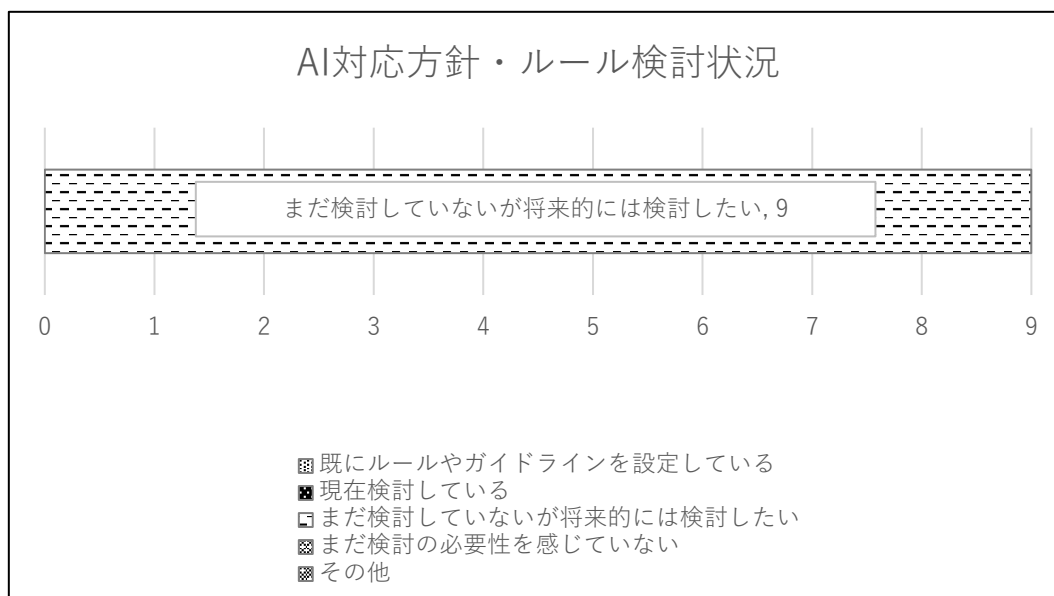 AI対応方針・ルール検討状況
まだ検討していないが将来的には検討したい, 9
0 1 2 3 4 5 6 7 8 9
既にルールやガイドラインを設定している
現在検討している
まだ検討していないが将来的には検討したい
まだ検討の必要性を感じていない
その他